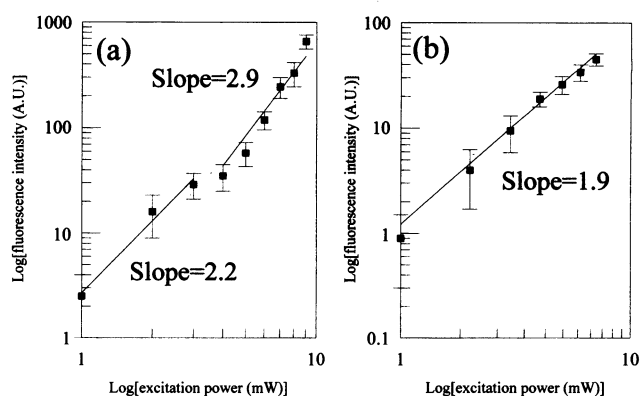 1000
(a)
Slope=2.9
100
10
Slope=2.2
1
1
10
Log[fluorescence intensity (A.U.)]
Log[excitation power (mW)]
100
(b)
10
Slope=1.9
1
0.1
1
10
Log[fluorescence intensity (A.U.)]
Log[excitation power (mW)]